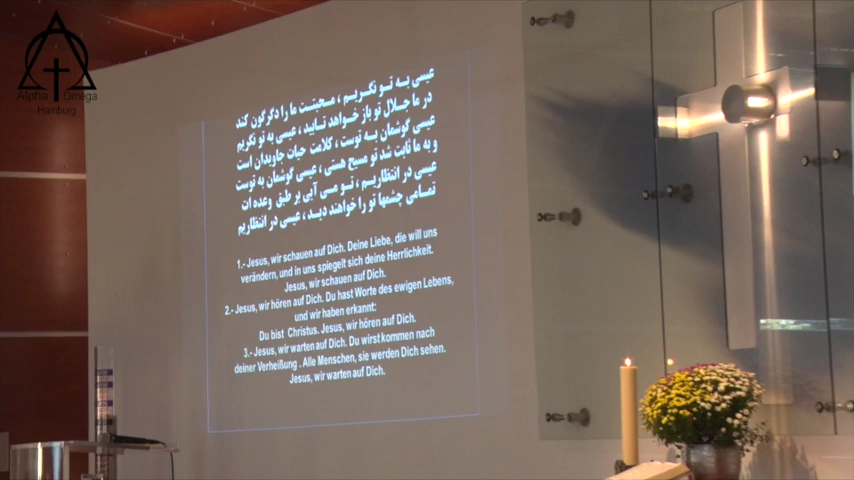 Alpha Omega
Hamburg
عیسی به تو نگریم ، محبتت ما را دگرگون کند
در ما جلال تو باز خواهد تابید ، عیسی به تو نگریم
عیسی گوشمان به توست ، کلامت حیات جاویدان است
و به ما ثابت شد تو مسیح هستی ، عیسی گوشمان به توست
عیسی در انتظاریم ، تو می آیی بر طبق وعده ات
تمامی چشمها تو را خواهند دید ، عیسی در انتظاریم
1.- Jesus, wir schauen auf Dich. Deine Liebe, die will uns
verändern, und in uns spiegelt sich deine Herrlichkeit.
Jesus, wir schauen auf Dich.
2.- Jesus, wir hören auf Dich. Du hast Worte des ewigen Lebens,
und wir haben erkannt:
Du bist Christus. Jesus, wir hören auf Dich.
3.- Jesus, wir warten auf Dich. Du wirst kommen nach
deiner Verheißung . Alle Menschen, sie werden Dich sehen.
Jesus, wir warten auf Dich.